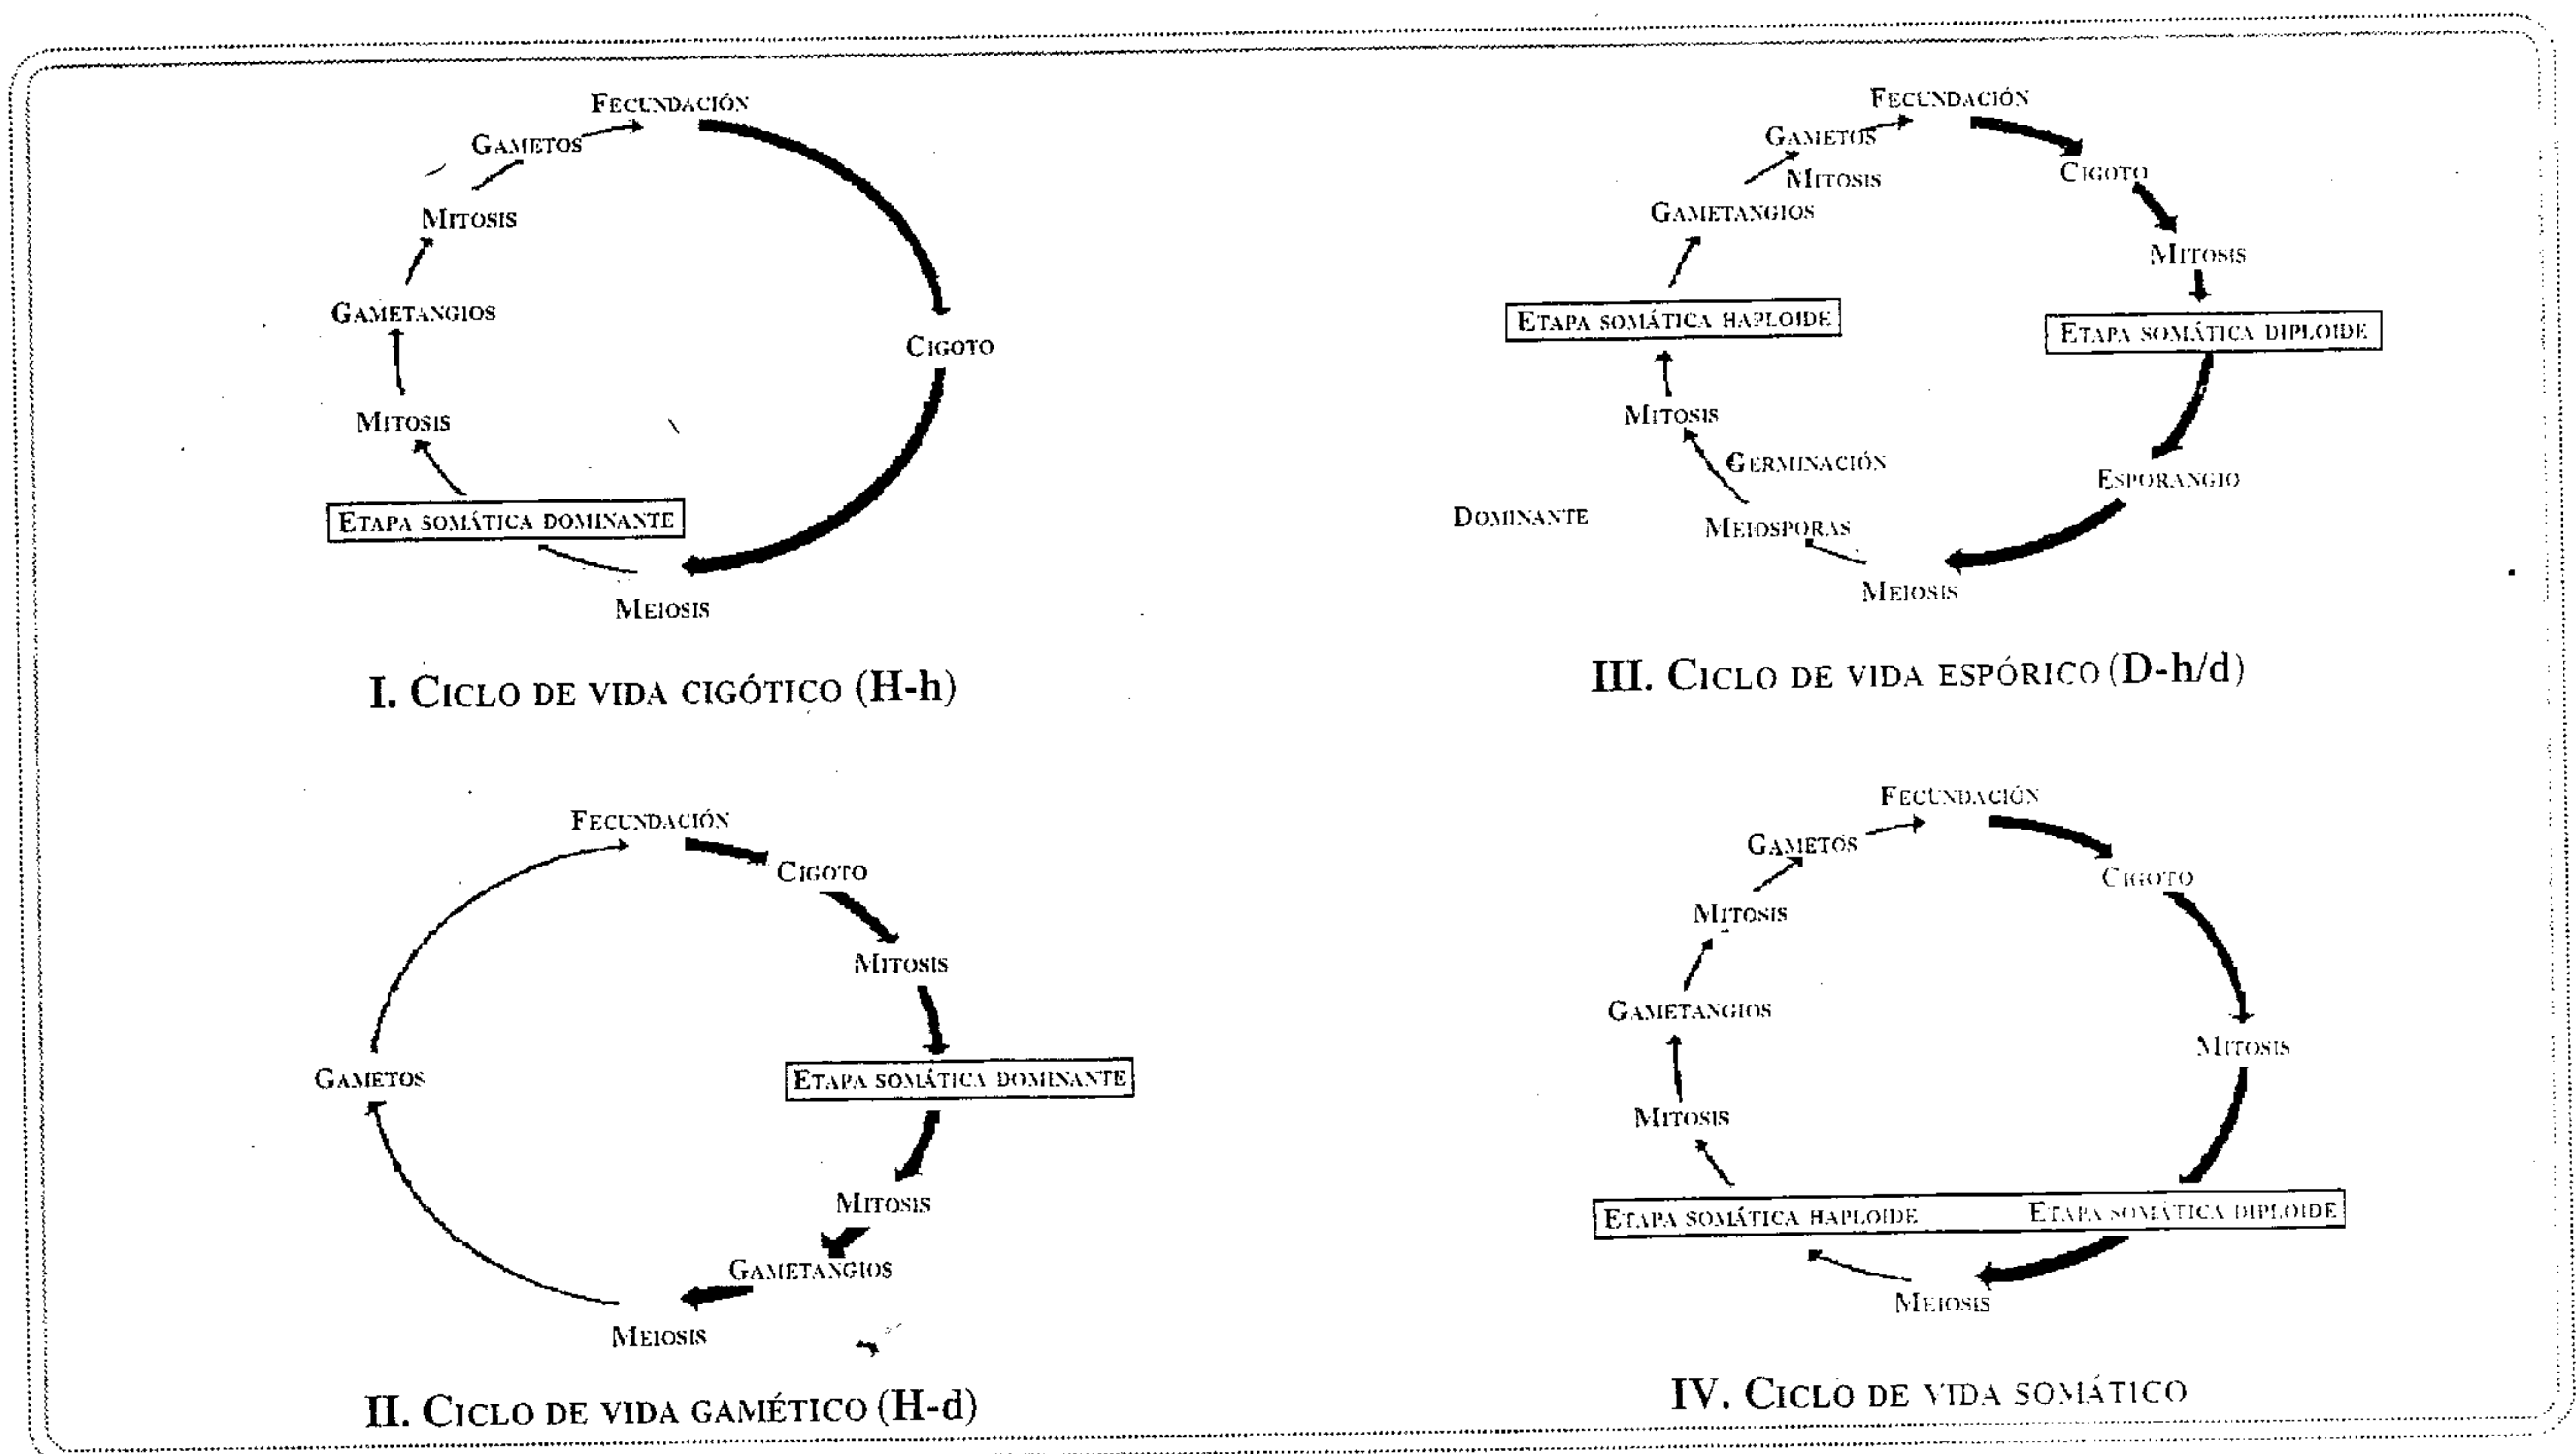 FECUNDACIÓN
GAMETOS
MITOSIS
GAMETANGIOS
CIGOTO
MITOSIS
ETAPA SOMÁTICA DOMINANTE
MEIOSIS
I. CICLO DE VIDA CIGÓTICO (H-h)
FECUNDACIÓN
GAMETOS
CIGOTO
MITOSIS
GAMETANGIOS
MITOSIS
ETAPA SOMÁTICA HAPLOIDE
ETAPA SOMÁTICA DIPLOIDE
MITOSIS
GERMINACIÓN
ESPORANGIO
DOMINANTE
MEIOSPORAS
MEIOSIS
III. CICLO DE VIDA ESPÓRICO (D-h/d)
FECUNDACIÓN
CIGOTO
MITOSIS
GAMETOS
ETAPA SOMÁTICA DOMINANTE
MITOSIS
GAMETANGIOS
MEIOSIS
II. CICLO DE VIDA GAMÉTICO (H-d)
FECUNDACIÓN
GAMETOS
CIGOTO
MITOSIS
GAMETANGIOS
MITOSIS
MITOSIS
ETAPA SOMÁTICA HAPLOIDE ETAPA SOMÁTICA DIPLOIDE
MEIOSIS
IV. CICLO DE VIDA SOMÁTICO